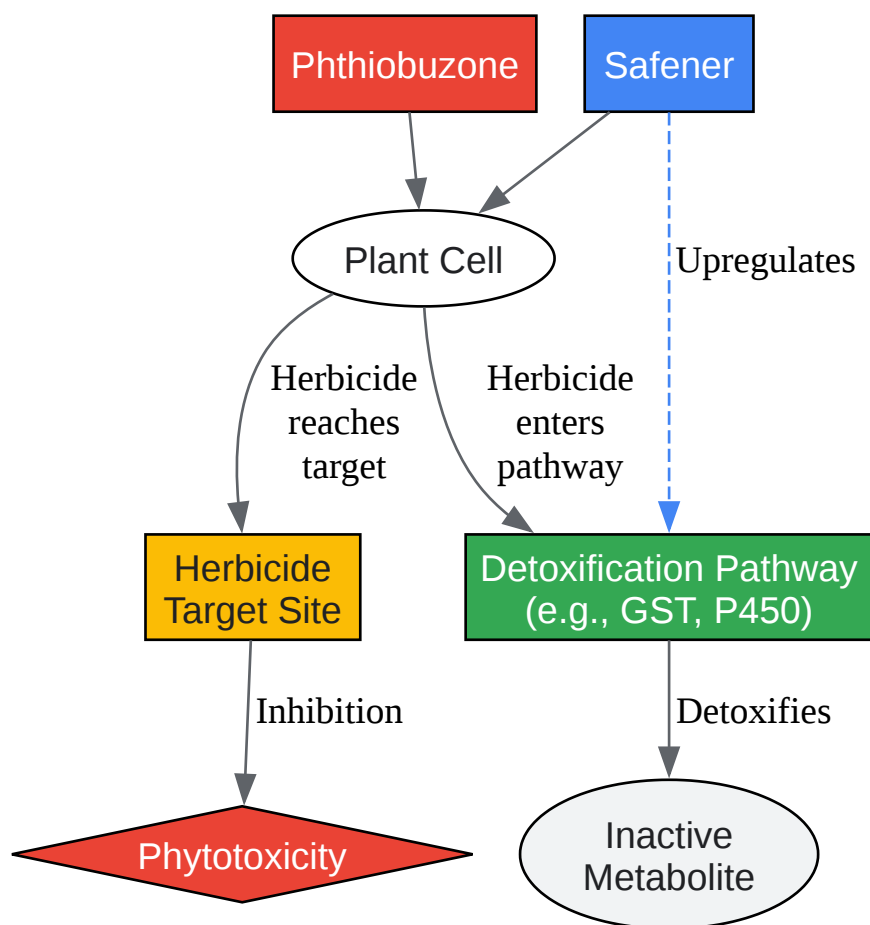 Phthiobuzone
Safener
Plant Cell
Upregulates
Herbicide
reaches
target
Herbicide
enters
pathway
Herbicide
Target Site
Detoxification Pathway
(e.g., GST, P450)
Inhibition
Detoxifies
Phytotoxicity
Inactive
Metabolite